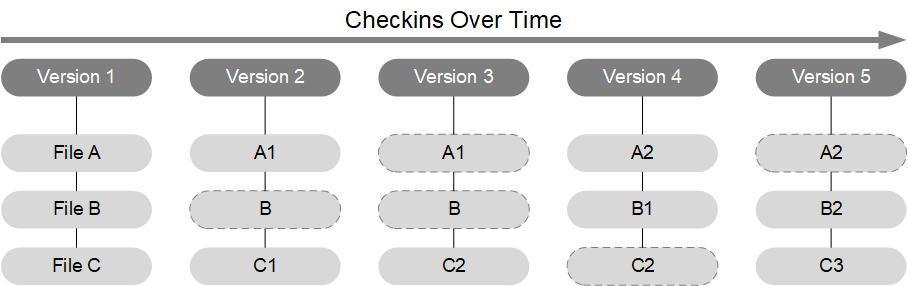 Checkins Over Time
Version 1 Version 2 Version 3 Version 4 Version 5
File A A1 A1 A2 A2
File B B B B1 B2
File C C1 C2 C2 C3